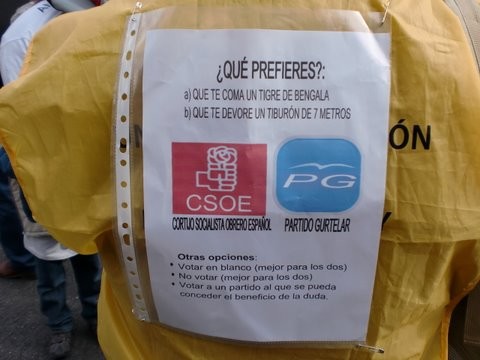 ¿QUÉ PREFIERES?:
a) QUE TE COMA UN TIGRE DE BENGALA
b) QUE TE DEVORE UN TIBURÓN DE 7 METROS
ÓN
CSOE
PG
CORTIJO SOCIALISTA OBRERO ESPAÑOL
PARTIDO GURTELAR
Otras opciones:
• Votar en blanco (mejor para los dos)
• No votar (mejor para los dos)
• Votar a un partido al que se pueda
conceder el beneficio de la duda.